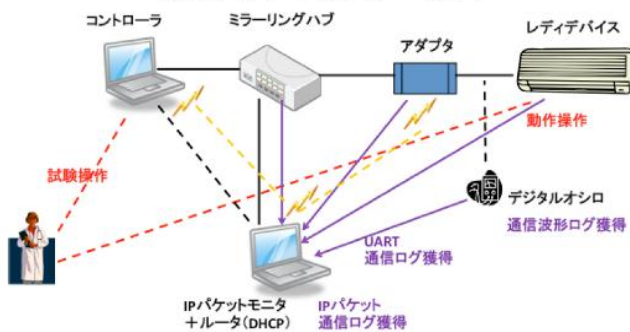 コントローラ
ミラーリングハブ
アダプタ
レディデバイス
動作操作
試験操作
デジタルオシロ
通信波形ログ獲得
UART
通信ログ獲得
IPパケットモニタ
＋ルータ(DHCP)
IPパケット
通信ログ獲得